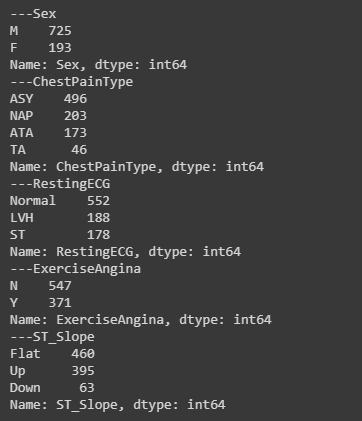 ---Sex
M    725
F    193
Name: Sex, dtype: int64
---ChestPainType
ASY    496
NAP    203
ATA    173
TA      46
Name: ChestPainType, dtype: int64
---RestingECG
Normal    552
LVH       188
ST        178
Name: RestingECG, dtype: int64
---ExerciseAngina
N    547
Y    371
Name: ExerciseAngina, dtype: int64
---ST_Slope
Flat    460
Up      395
Down     63
Name: ST_Slope, dtype: int64